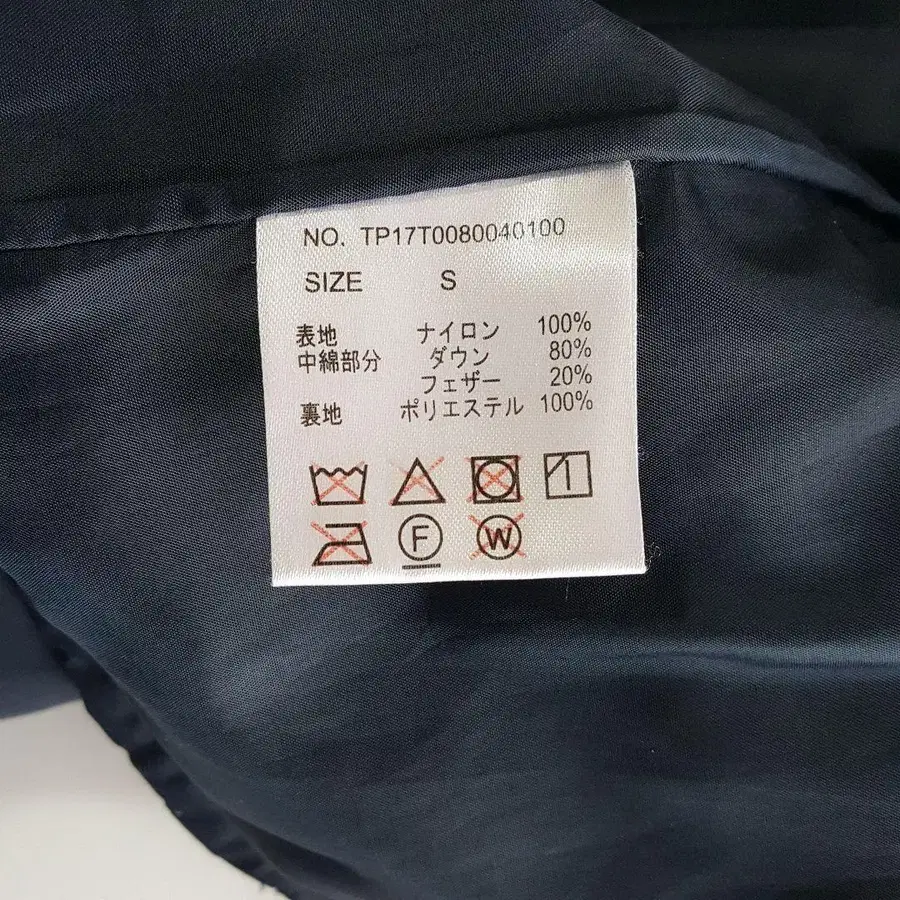 NO. TP17T0080040100
SIZE S
表地 ナイロン 100%
中綿部分 ダウン 80%
フェザー 20%
裏地 ポリエステル 100%
F W